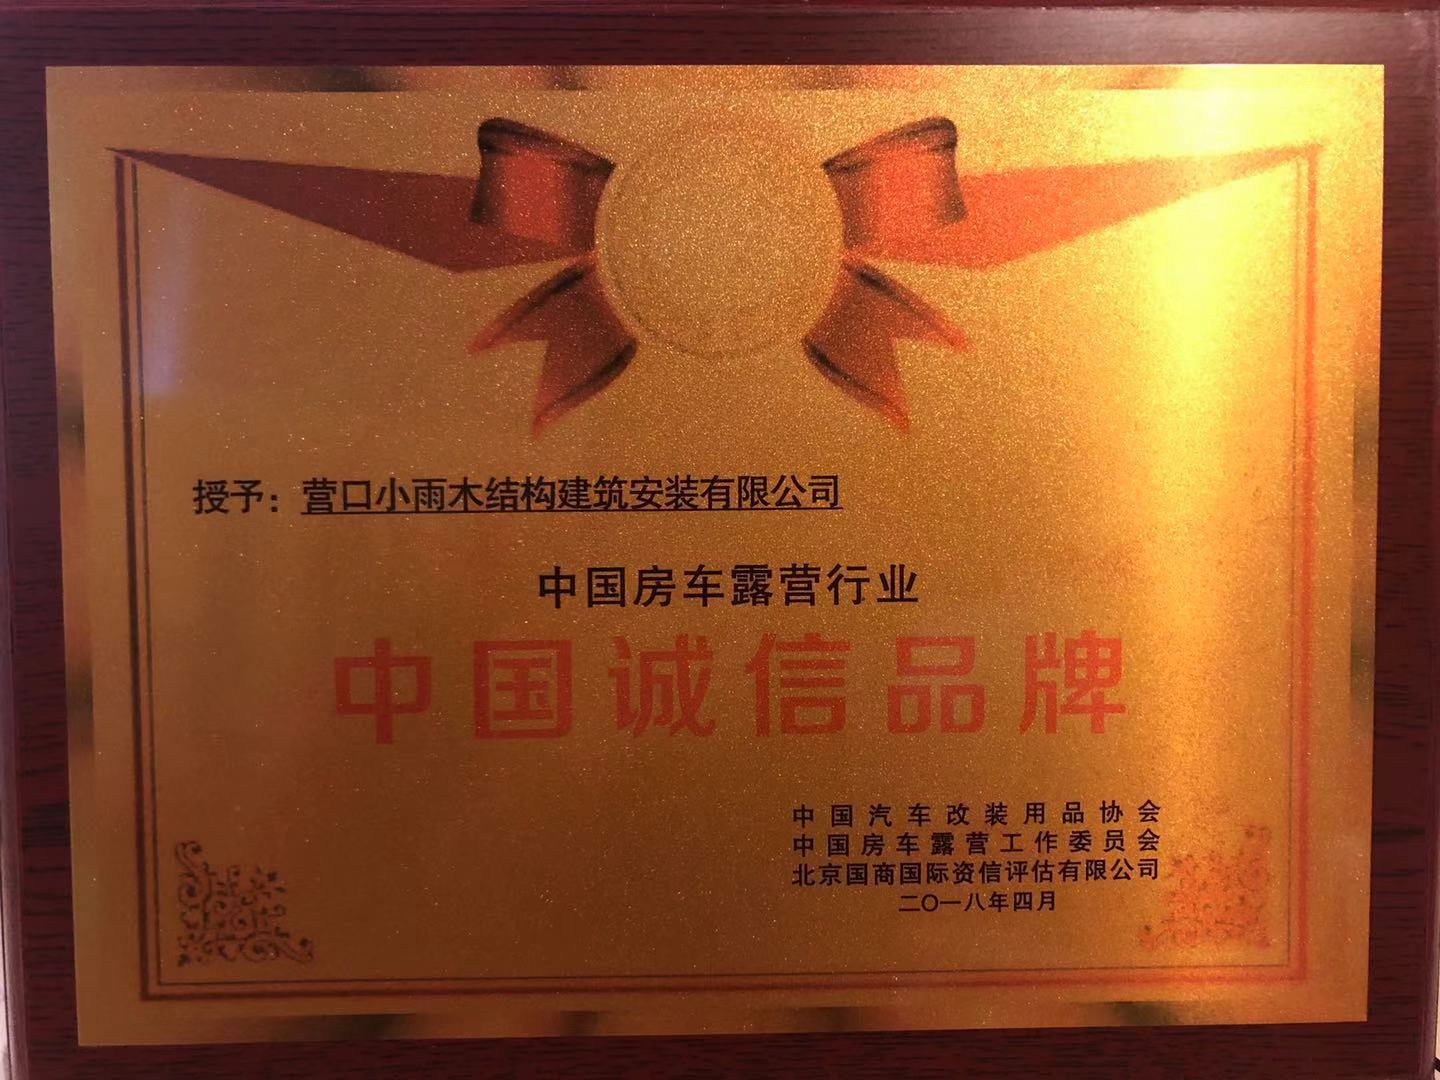 授予：营口小雨木结构建筑安装有限公司
中国房车露营行业
中国诚信品牌
中国汽车改装用品协会
中国房车露营工作委员会
北京国商国际资信评估有限公司
二〇一八年四月